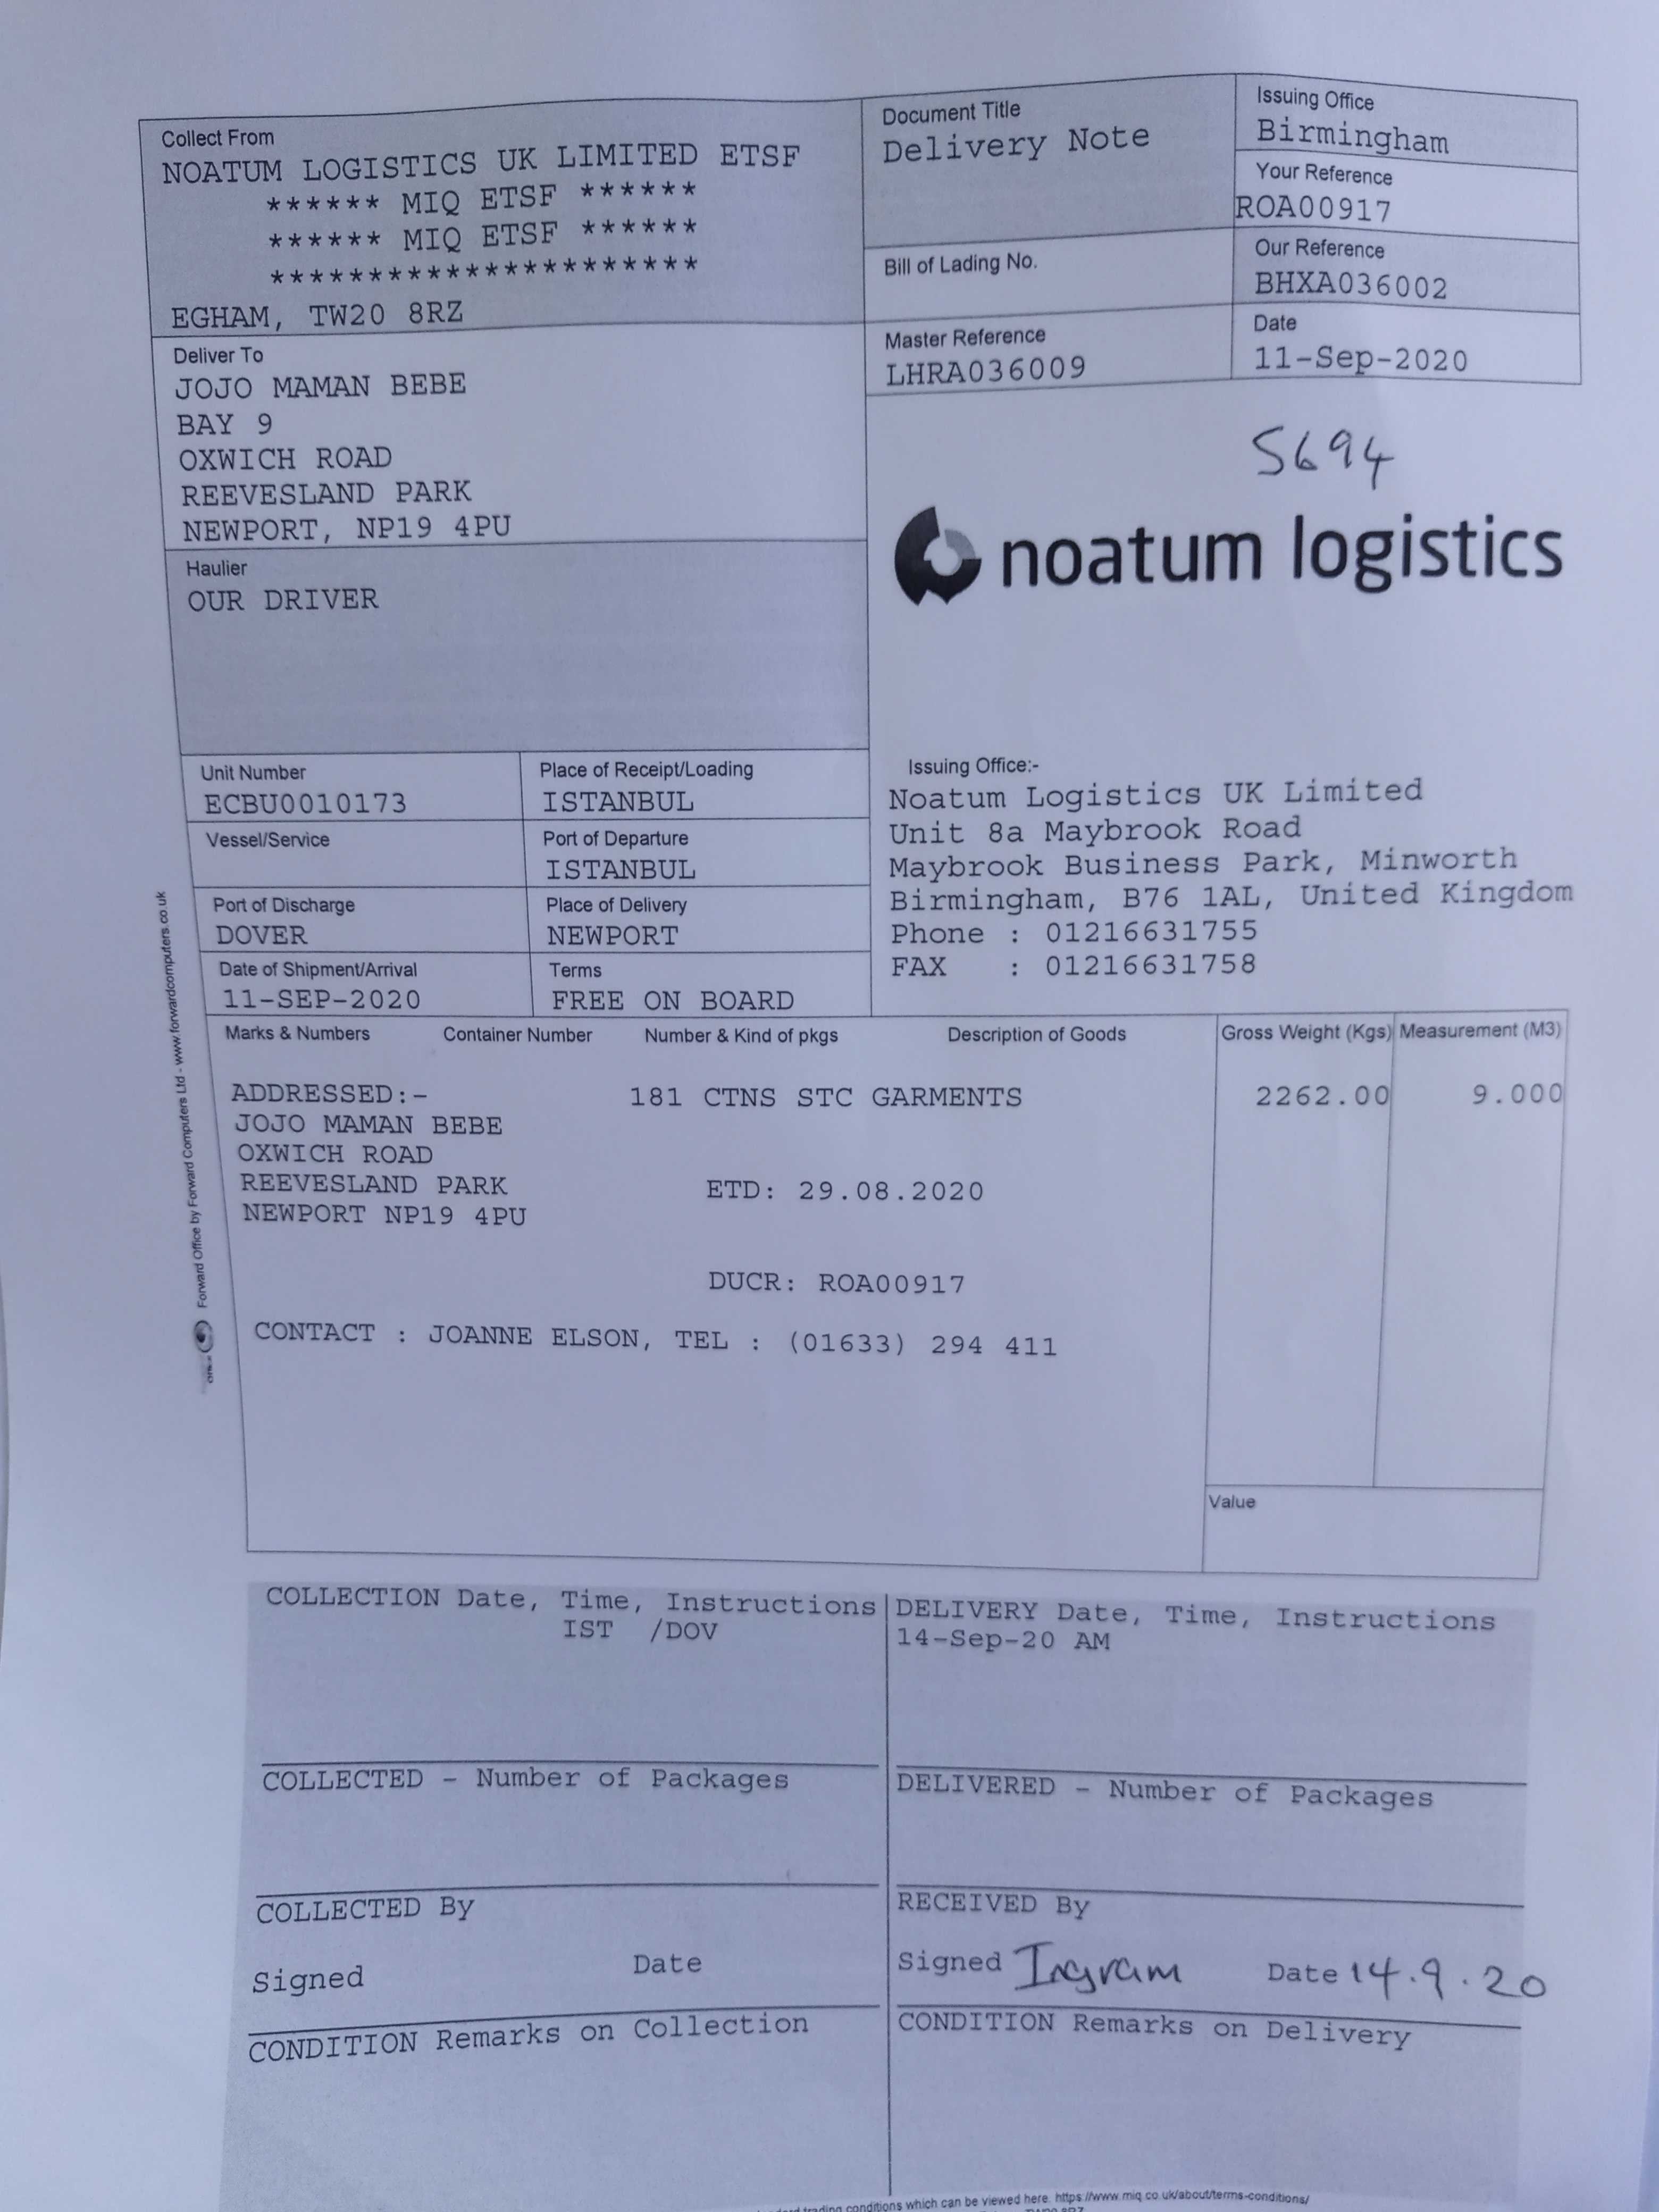 Collect From
NOATUM LOGISTICS UK LIMITED ETSF
****** MIQ ETSF ******
****** MIQ ETSF ******
**********************
EGHAM, TW20 8RZ
Document Title
Delivery Note
Issuing Office
Birmingham
Your Reference
ROA00917
Bill of Lading No.
Our Reference
BHXA036002
Master Reference
LHRA036009
Date
11-Sep-2020
Deliver To
JOJO MAMAN BEBE
BAY 9
OXWICH ROAD
REEVESLAND PARK
NEWPORT, NP19 4PU
5694
noatum logistics
Haulier
OUR DRIVER
Unit Number
ECBU0010173
Place of Receipt/Loading
ISTANBUL
Vessel/Service
Port of Departure
ISTANBUL
Port of Discharge
DOVER
Place of Delivery
NEWPORT
Date of Shipment/Arrival
11-SEP-2020
Terms
FREE ON BOARD
Issuing Office:-
Noatum Logistics UK Limited
Unit 8a Maybrook Road
Maybrook Business Park, Minworth
Birmingham, B76 1AL, United Kingdom
Phone : 01216631755
FAX : 01216631758
Marks & Numbers Container Number Number & Kind of pkgs Description of Goods Gross Weight (Kgs) Measurement (M3)
ADDRESSED:- 181 CTNS STC GARMENTS 2262.00 9.000
JOJO MAMAN BEBE
OXWICH ROAD
REEVESLAND PARK ETD: 29.08.2020
NEWPORT NP19 4PU
DUCR: ROA00917
CONTACT : JOANNE ELSON, TEL : (01633) 294 411
Value
Forward Office by Forward Computers Ltd - www.forwardcomputers.co.uk
COLLECTION Date, Time, Instructions
IST /DOV
DELIVERY Date, Time, Instructions
14-Sep-20 AM
COLLECTED - Number of Packages
DELIVERED - Number of Packages
COLLECTED By
Signed Date
RECEIVED By
Signed Ingram Date 14.9.20
CONDITION Remarks on Collection
CONDITION Remarks on Delivery
trading conditions which can be viewed here. https://www.miq.co.uk/about/terms-conditions/